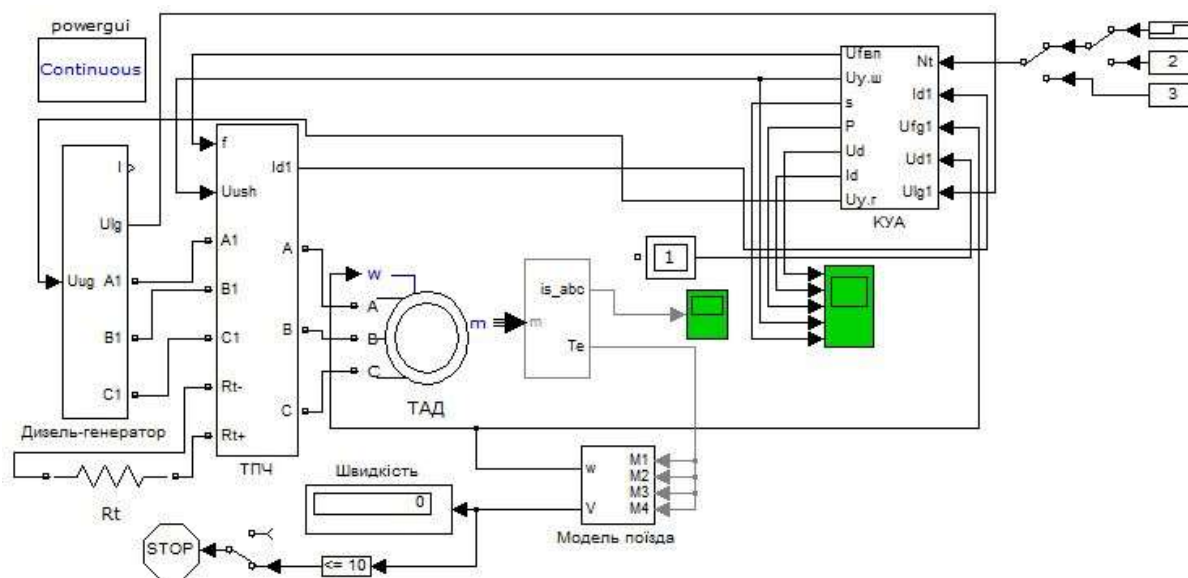 powergui
Continuous
f
Uush
Id1
A1
B1
C1
Rt-
Rt+
A
B
C
ТПЧ
I
Ulg
Uug
A1
B1
C1
Дизель-генератор
Rt
w
A
B
C
m
ТАД
m
is_abc
Te
1
Ufвп
Uу.ш
s
P
Ud
Id
Uу.г
Nt
Id1
Ufg1
Ud1
Ulg1
КУА
2
3
Швидкість
0
w
V
M1
M2
M3
M4
Модель поїзда
STOP
<= 10